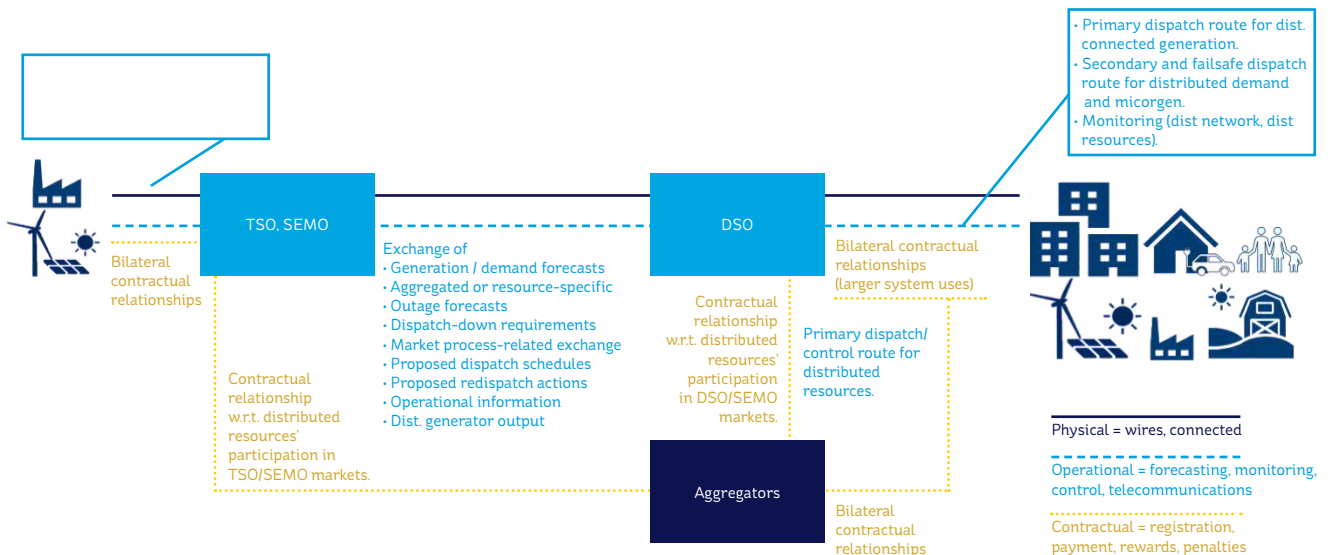 • Primary dispatch route for dist.
connected generation.
• Secondary and failsafe dispatch
route for distributed demand
and micorgen.
• Monitoring (dist network, dist
resources).
TSO, SEMO
DSO
Bilateral
contractual
relationships
Exchange of
• Generation / demand forecasts
• Aggregated or resource-specific
• Outage forecasts
• Dispatch-down requirements
• Market process-related exchange
• Proposed dispatch schedules
• Proposed redispatch actions
• Operational information
• Dist. generator output
Bilateral contractual
relationships
(larger system uses)
Contractual
relationship
w.r.t. distributed
resources'
participation
in DSO/SEMO
markets.
Primary dispatch/
control route for
distributed
resources.
Contractual
relationship
w.r.t. distributed
resources'
participation in
TSO/SEMO markets.
Aggregators
Bilateral
contractual
relationships
Physical = wires, connected
Operational = forecasting, monitoring,
control, telecommunications
Contractual = registration,
payment, rewards, penalties